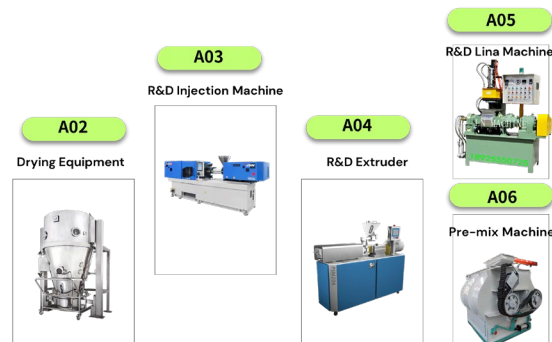 A02
Drying Equipment
A03
R&D Injection Machine
A04
R&D Extruder
A05
R&D Lina Machine
A06
Pre-mix Machine